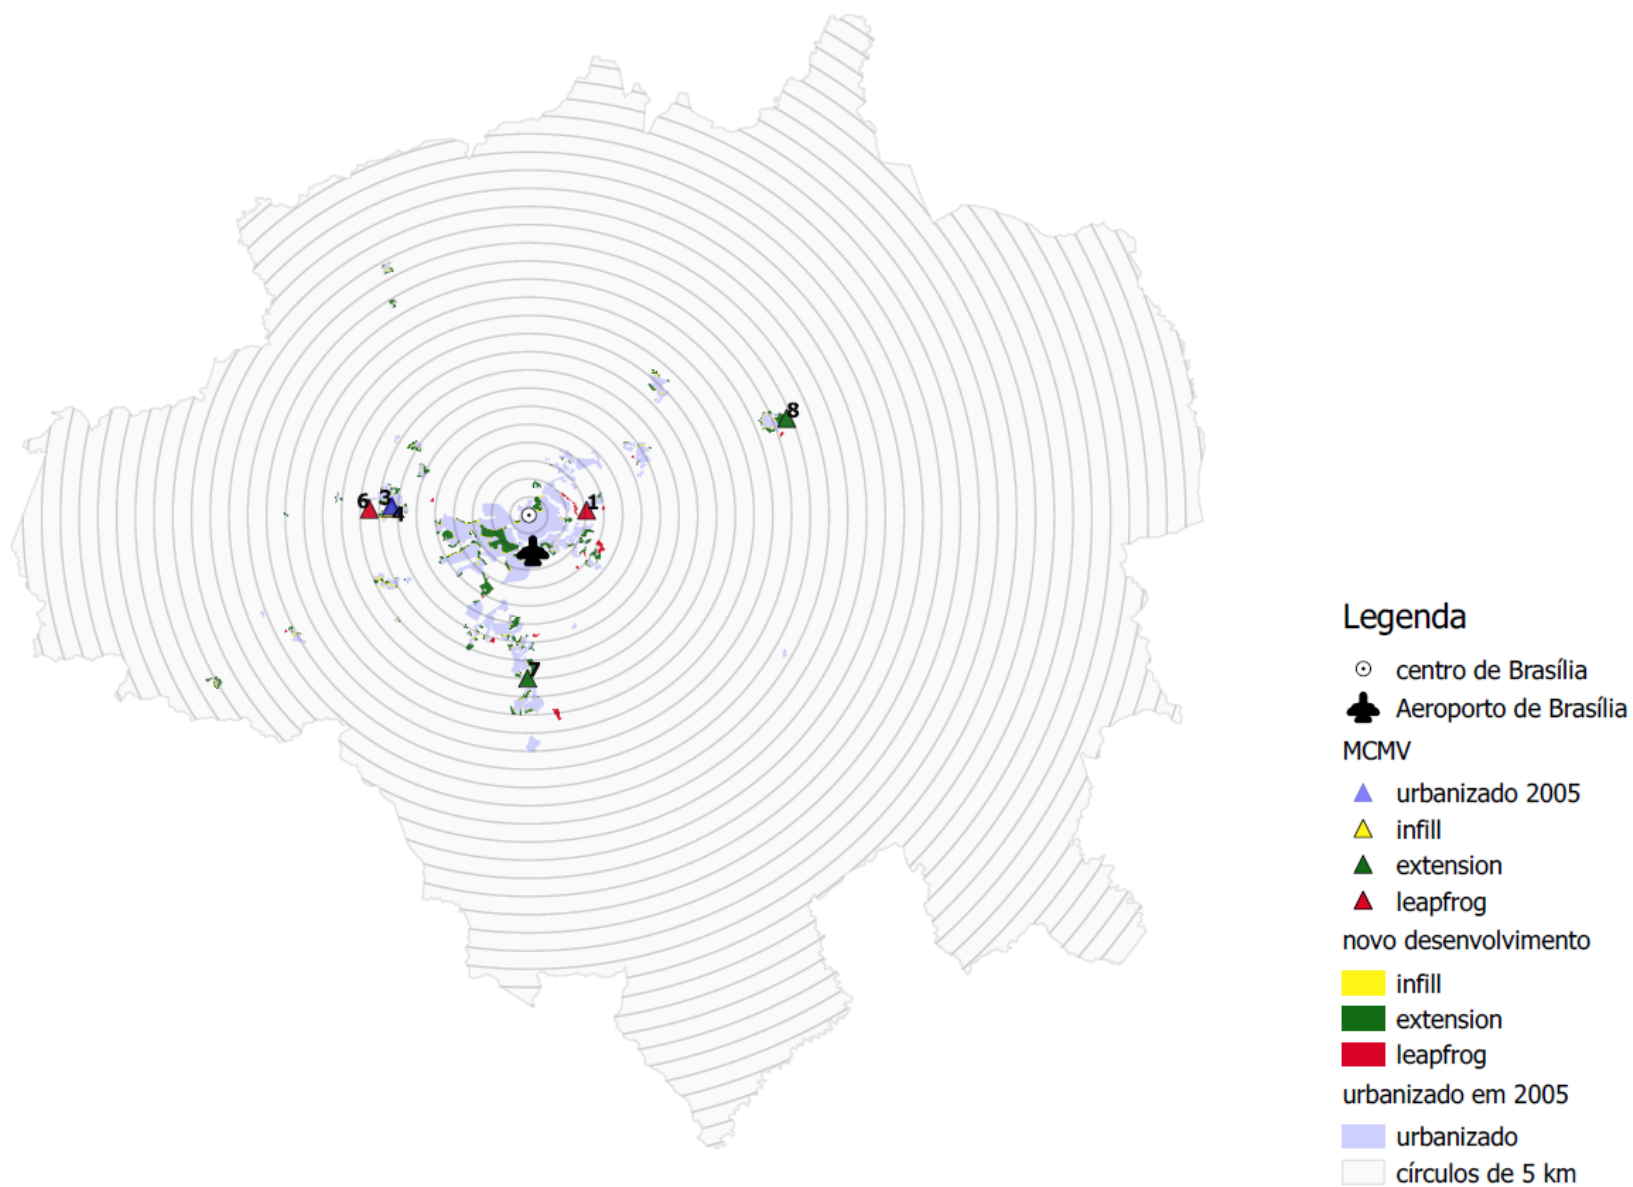 8
6
3
4
1
7
Legenda
centro de Brasília
Aeroporto de Brasília
MCMV
urbanizado 2005
infill
extension
leapfrog
novo desenvolvimento
infill
extension
leapfrog
urbanizado em 2005
urbanizado
círculos de 5 km